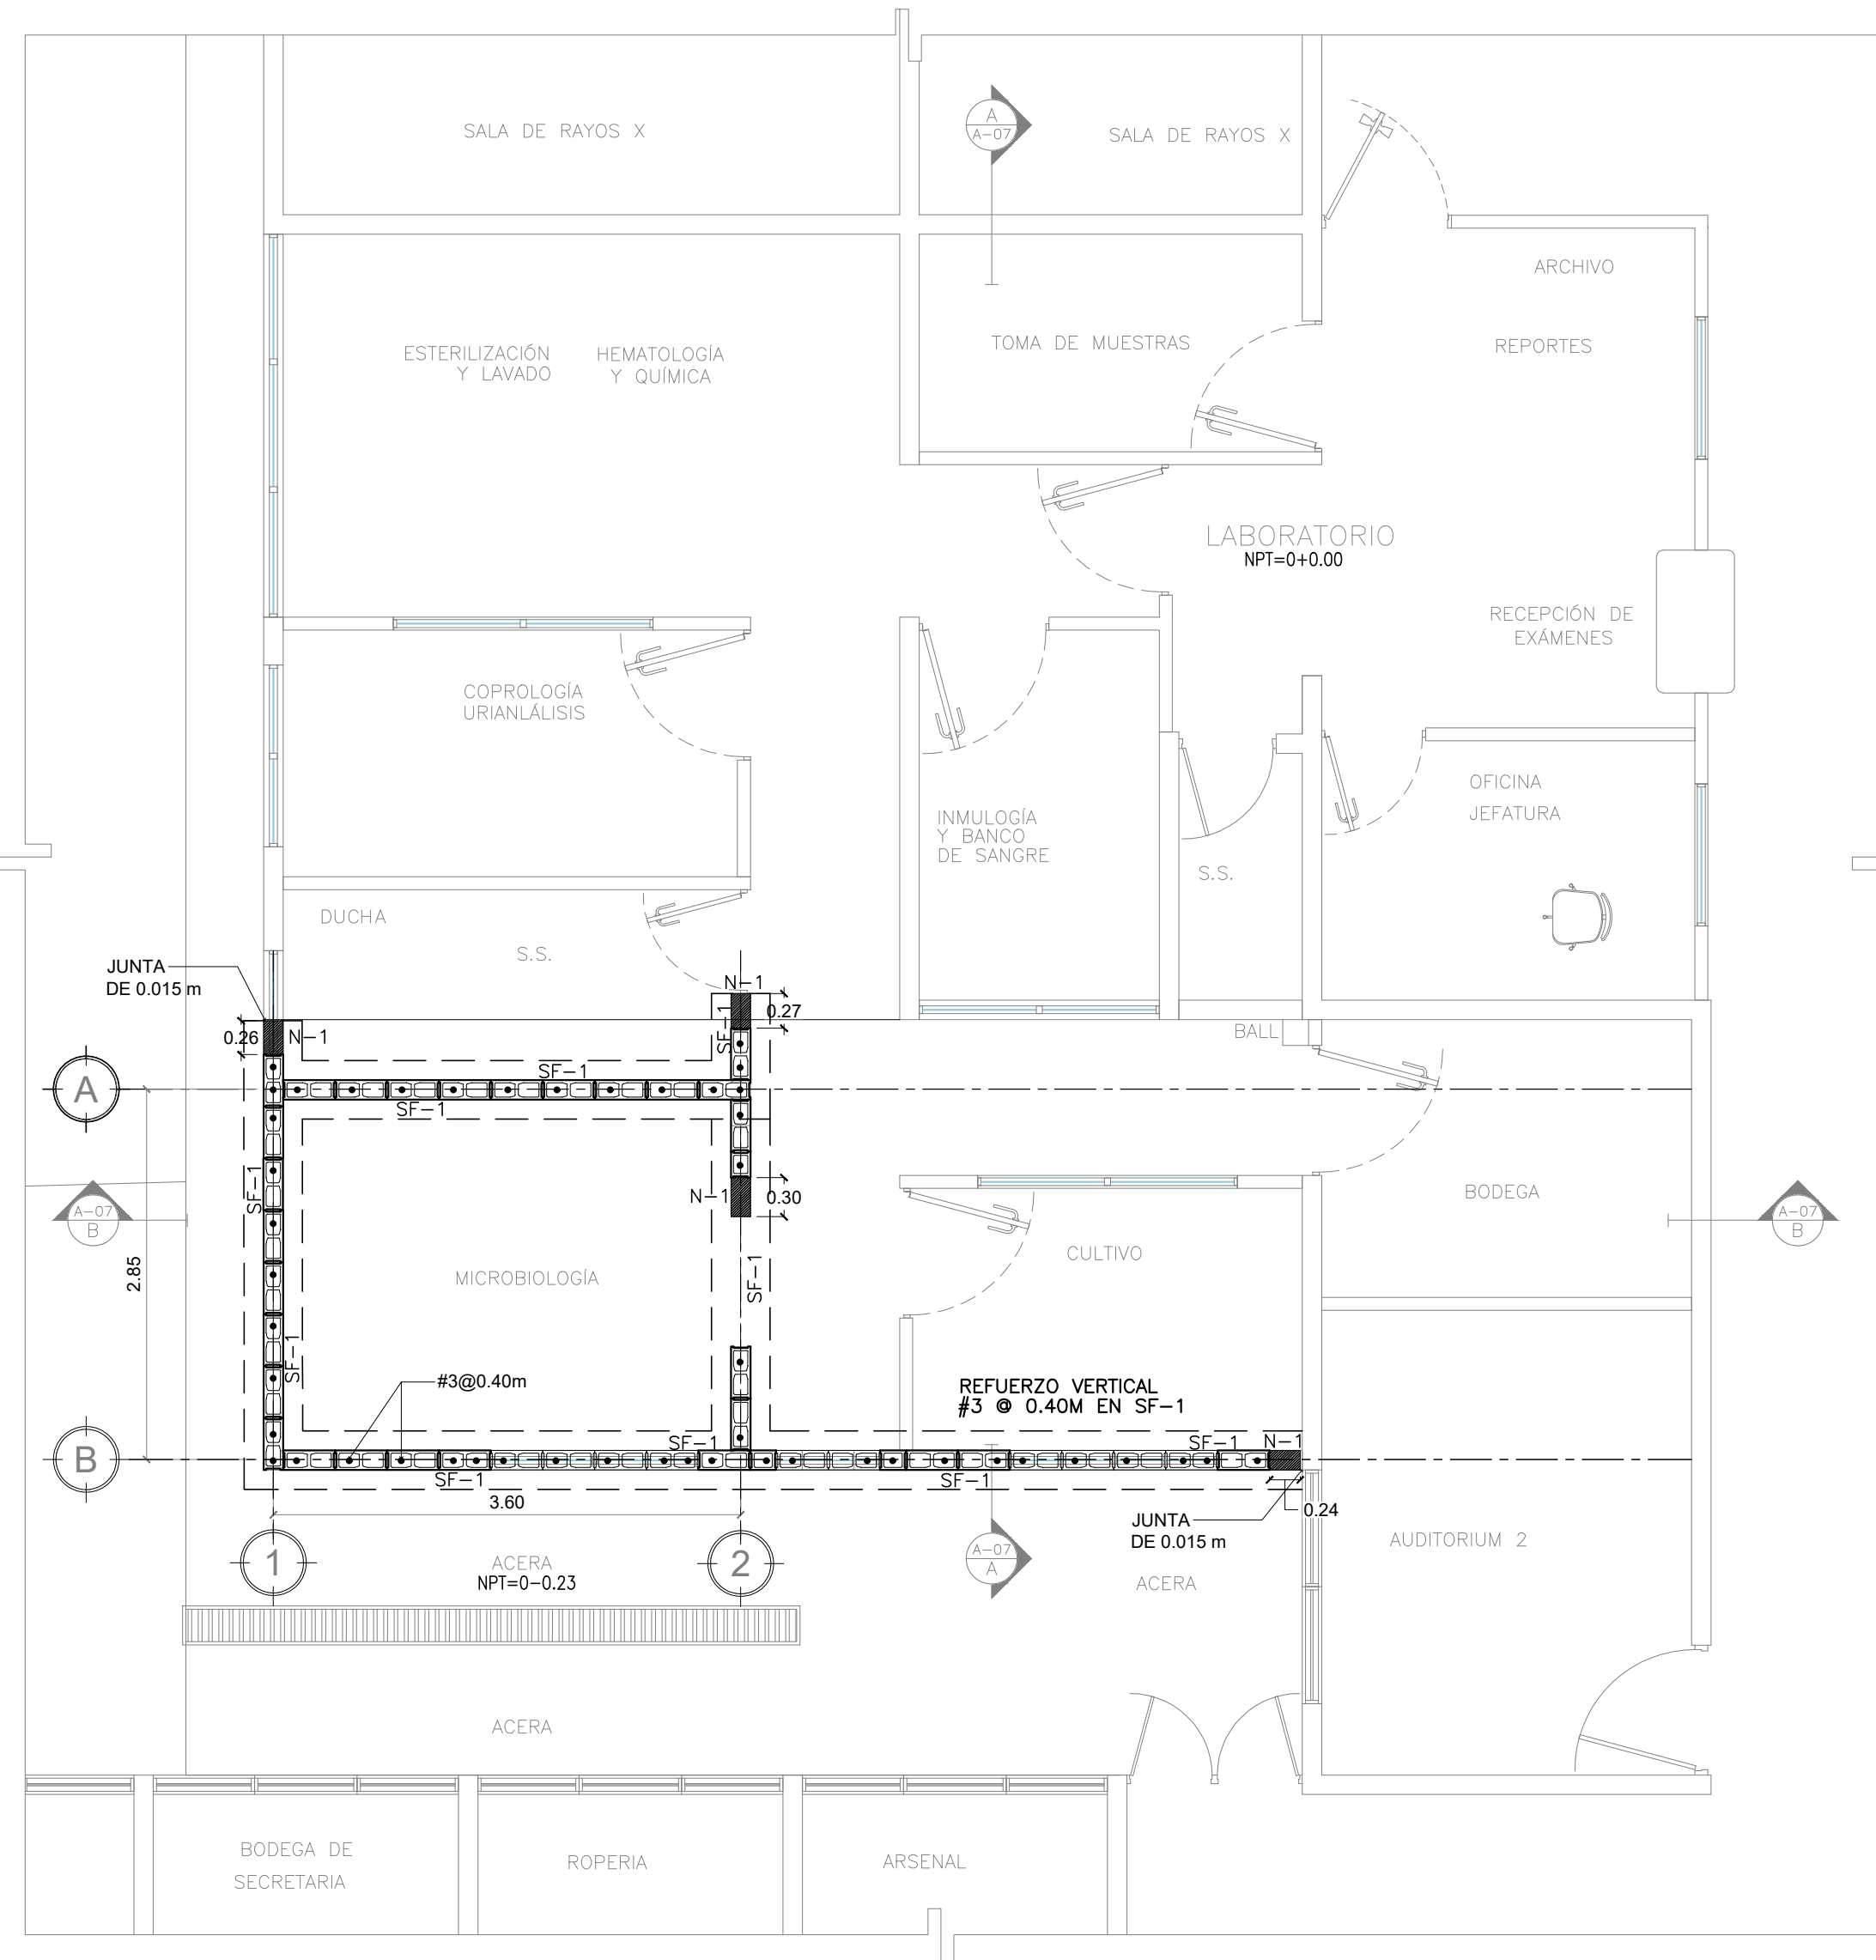 SALA DE RAYOS X
A
A-07
SALA DE RAYOS X
ARCHIVO
TOMA DE MUESTRAS
REPORTES
ESTERILIZACIÓN
Y LAVADO
HEMATOLOGÍA
Y QUÍMICA
LABORATORIO
NPT=0+0.00
RECEPCIÓN DE
EXÁMENES
COPROLOGÍA
URIANLÁLISIS
OFICINA
JEFATURA
INMULOGÍA
Y BANCO
DE SANGRE
S.S.
DUCHA
S.S.
JUNTA
DE 0.015 m
N-1
0.27
SF-1
0.26
N-1
BALL
A
SF-1
SF-1
SF-1
N-1
0.30
BODEGA
A-07
B
A-07
B
2.85
MICROBIOLOGÍA
SF-1
CULTIVO
SF-1
#3@0.40m
REFUERZO VERTICAL
#3 @ 0.40M EN SF-1
B
SF-1
SF-1
SF-1
SF-1
N-1
3.60
0.24
JUNTA
DE 0.015 m
1
2
ACERA
NPT=0-0.23
A-07
A
ACERA
AUDITORIUM 2
ACERA
BODEGA DE
SECRETARIA
ROPERIA
ARSENAL